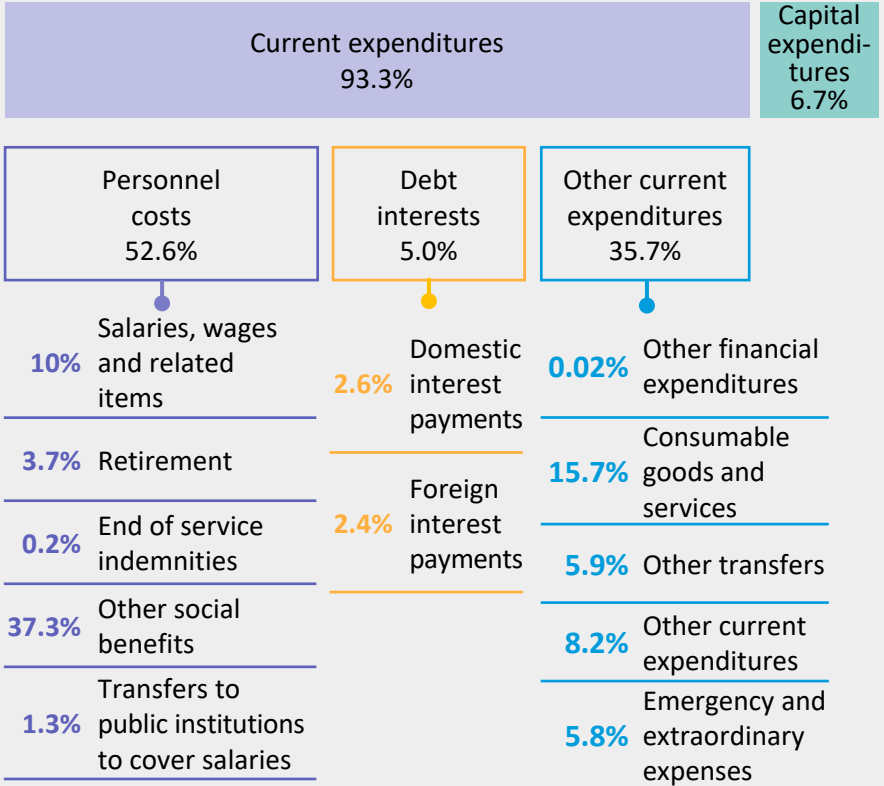 Current expenditures
93.3%
Capital
expendi-
tures
6.7%
Personnel
costs
52.6%
Debt
interests
5.0%
Other current
expenditures
35.7%
10%
Salaries, wages
and related
items
3.7%
Retirement
0.2%
End of service
indemnities
37.3%
Other social
benefits
1.3%
Transfers to
public institutions
to cover salaries
2.6%
Domestic
interest
payments
2.4%
Foreign
interest
payments
0.02%
Other financial
expenditures
15.7%
Consumable
goods and
services
5.9%
Other transfers
8.2%
Other current
expenditures
5.8%
Emergency and
extraordinary
expenses